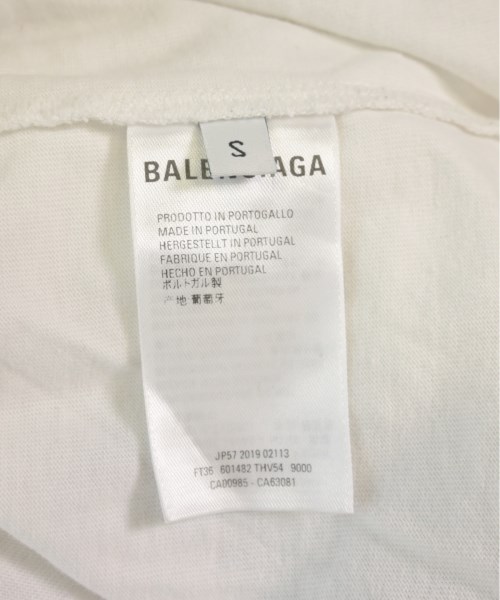 S
BALENCIAGA
PRODOTTO IN PORTOGALLO
MADE IN PORTUGAL
HERGESTELLT IN PORTUGAL
FABRIQUE EN PORTUGAL
HECHO EN PORTUGAL
ポルトガル製
产地 葡萄牙
JP57 2019 02113
FT36 601482 THV54 9000
CA00985 - CA63081